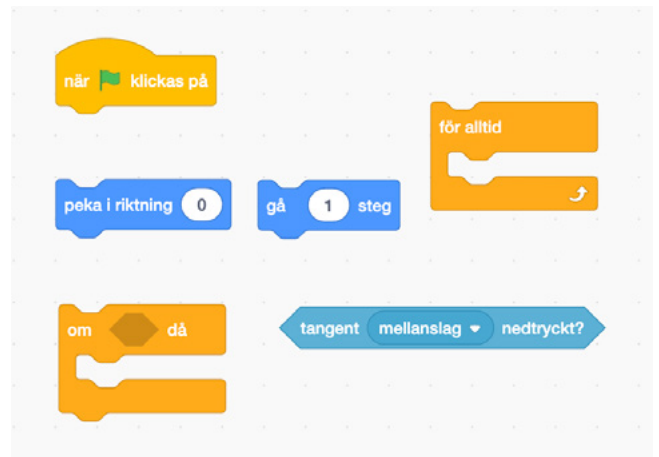 när klickas på
för alltid
peka i riktning 0
gå 1 steg
om då
tangent mellanslag nedtryckt?